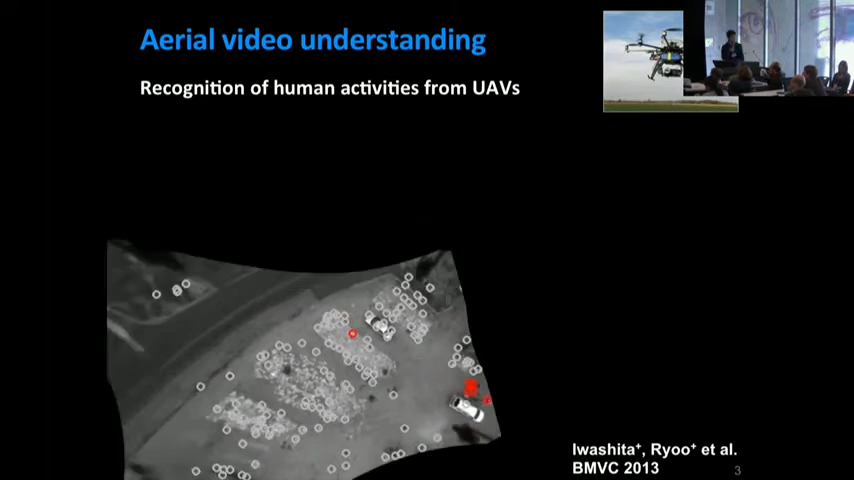 Aerial video understanding
Recognition of human activities from UAVs
Iwashita⁺, Ryoo⁺ et al.
BMVC 2013
3